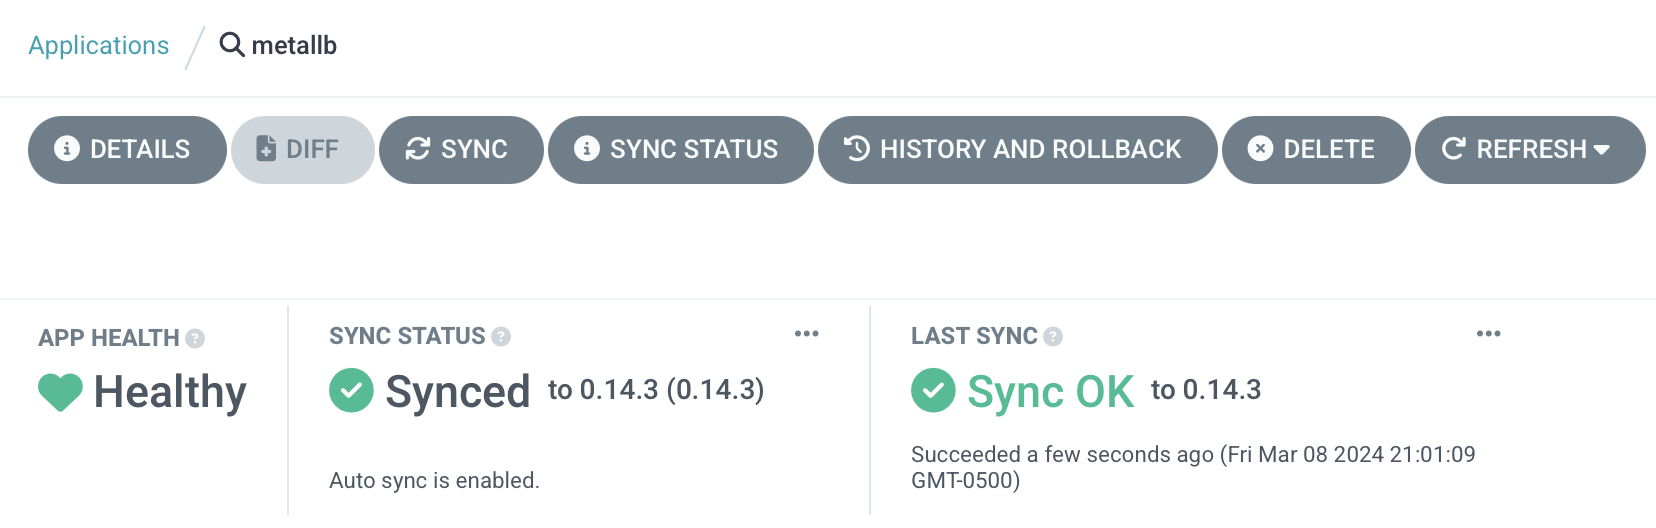 Applications / metallb
DETAILS DIFF SYNC SYNC STATUS HISTORY AND ROLLBACK DELETE REFRESH
APP HEALTH
Healthy
SYNC STATUS
Synced to 0.14.3 (0.14.3)
Auto sync is enabled.
LAST SYNC
Sync OK to 0.14.3
Succeeded a few seconds ago (Fri Mar 08 2024 21:01:09
GMT-0500)